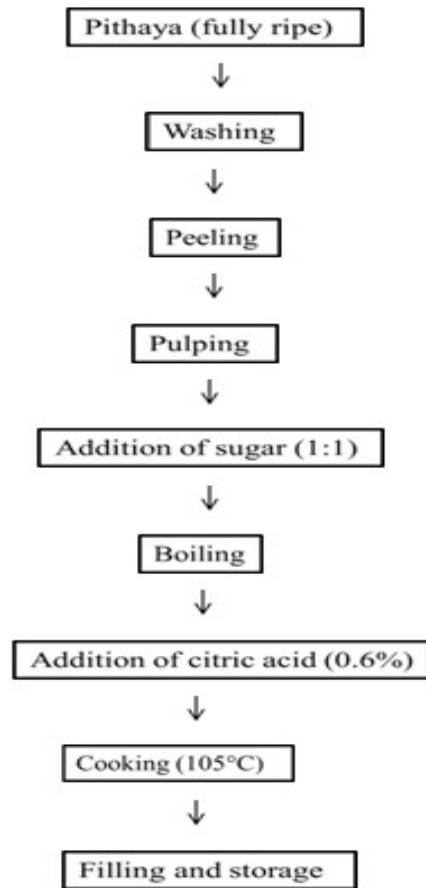 Pithaya (fully ripe)
↓
Washing
↓
Peeling
↓
Pulping
↓
Addition of sugar (1:1)
↓
Boiling
↓
Addition of citric acid (0.6%)
↓
Cooking (105°C)
↓
Filling and storage